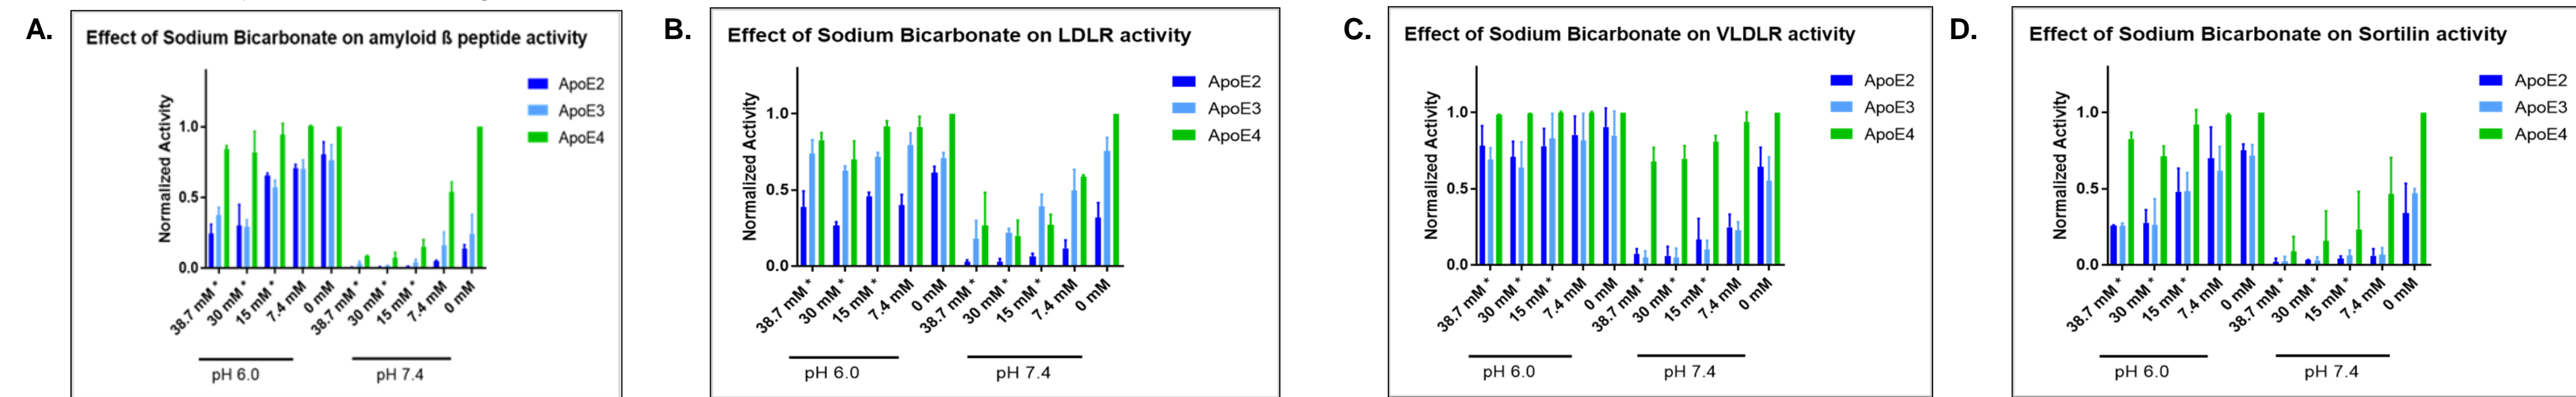 A.
Effect of Sodium Bicarbonate on amyloid ß peptide activity
ApoE2
ApoE3
ApoE4
Normalized Activity
1.0
0.5
0.0
38.7 mM *
30 mM *
15 mM *
7.4 mM
0 mM
38.7 mM *
30 mM *
15 mM *
7.4 mM
0 mM
pH 6.0
pH 7.4
B.
Effect of Sodium Bicarbonate on LDLR activity
ApoE2
ApoE3
ApoE4
Normalized Activity
1.0
0.5
0.0
38.7 mM *
30 mM *
15 mM *
7.4 mM
0 mM
38.7 mM *
30 mM *
15 mM *
7.4 mM
0 mM
pH 6.0
pH 7.4
C.
Effect of Sodium Bicarbonate on VLDLR activity
ApoE2
ApoE3
ApoE4
Normalized Activity
1.0
0.5
0.0
38.7 mM *
30 mM *
15 mM *
7.4 mM
0 mM
38.7 mM *
30 mM *
15 mM *
7.4 mM
0 mM
pH 6.0
pH 7.4
D.
Effect of Sodium Bicarbonate on Sortilin activity
ApoE2
ApoE3
ApoE4
Normalized Activity
1.0
0.5
0.0
38.7 mM *
30 mM *
15 mM *
7.4 mM
0 mM
38.7 mM *
30 mM *
15 mM *
7.4 mM
0 mM
pH 6.0
pH 7.4